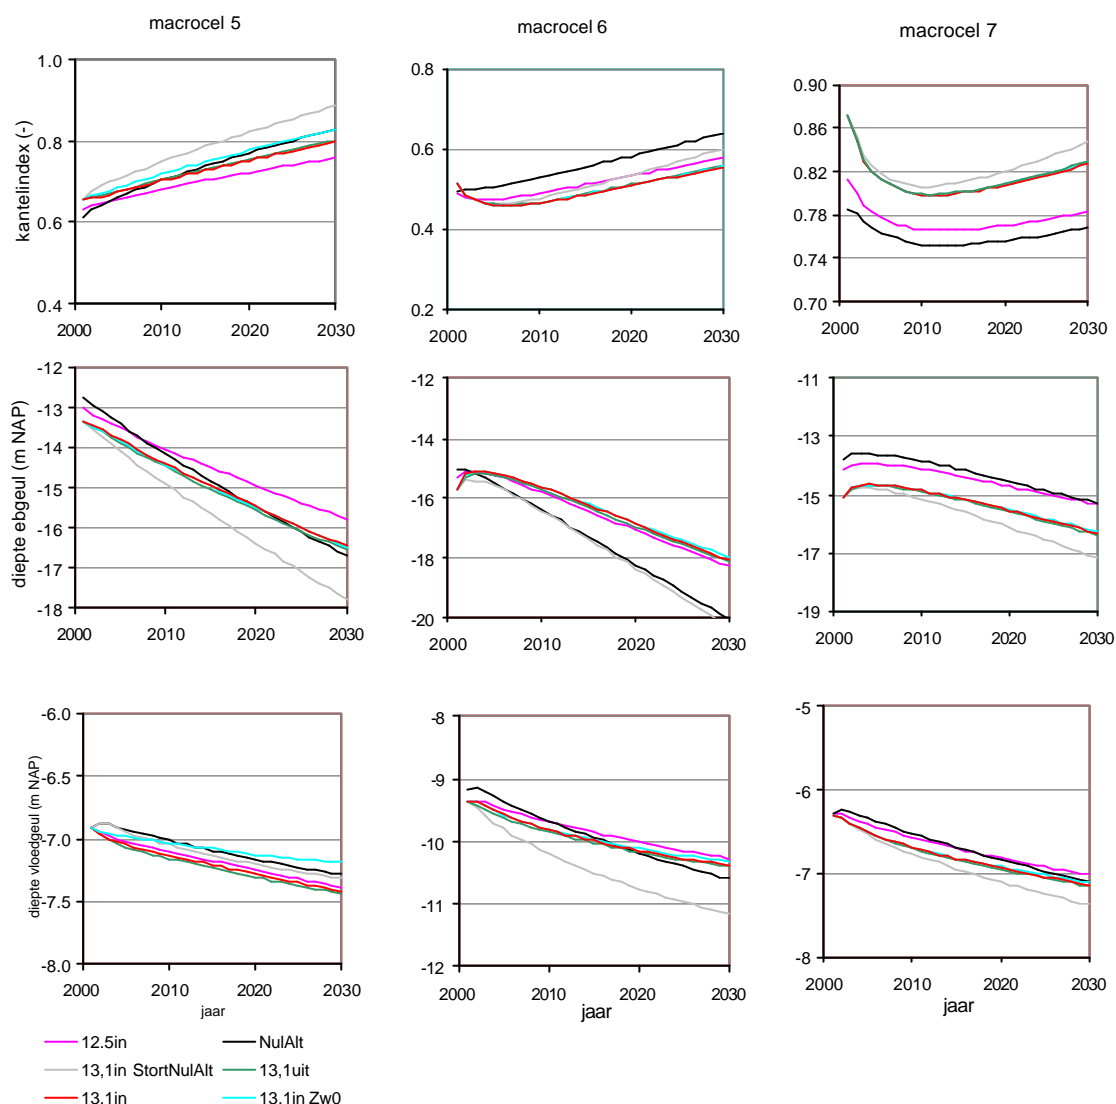 macrocel 5
macrocel 6
macrocel 7
kantelindex (-)
1.0
0.8
0.6
0.4
2000 2010 2020 2030
0.8
0.6
0.4
0.2
2000 2010 2020 2030
0.90
0.86
0.82
0.78
0.74
0.70
2000 2010 2020 2030
diepte ebgeul (m NAP)
-12
-13
-14
-15
-16
-17
-18
2000 2010 2020 2030
-12
-14
-16
-18
-20
2000 2010 2020 2030
-11
-13
-15
-17
-19
2000 2010 2020 2030
diepte vloedgeul (m NAP)
-6.0
-6.5
-7.0
-7.5
-8.0
2000 2010 2020 2030
jaar
-8
-9
-10
-11
-12
2000 2010 2020 2030
jaar
-5
-6
-7
-8
2000 2010 2020 2030
jaar
12.5in
NulAlt
13,1in StortNulAlt
13,1uit
13.1in
13.1in Zw0